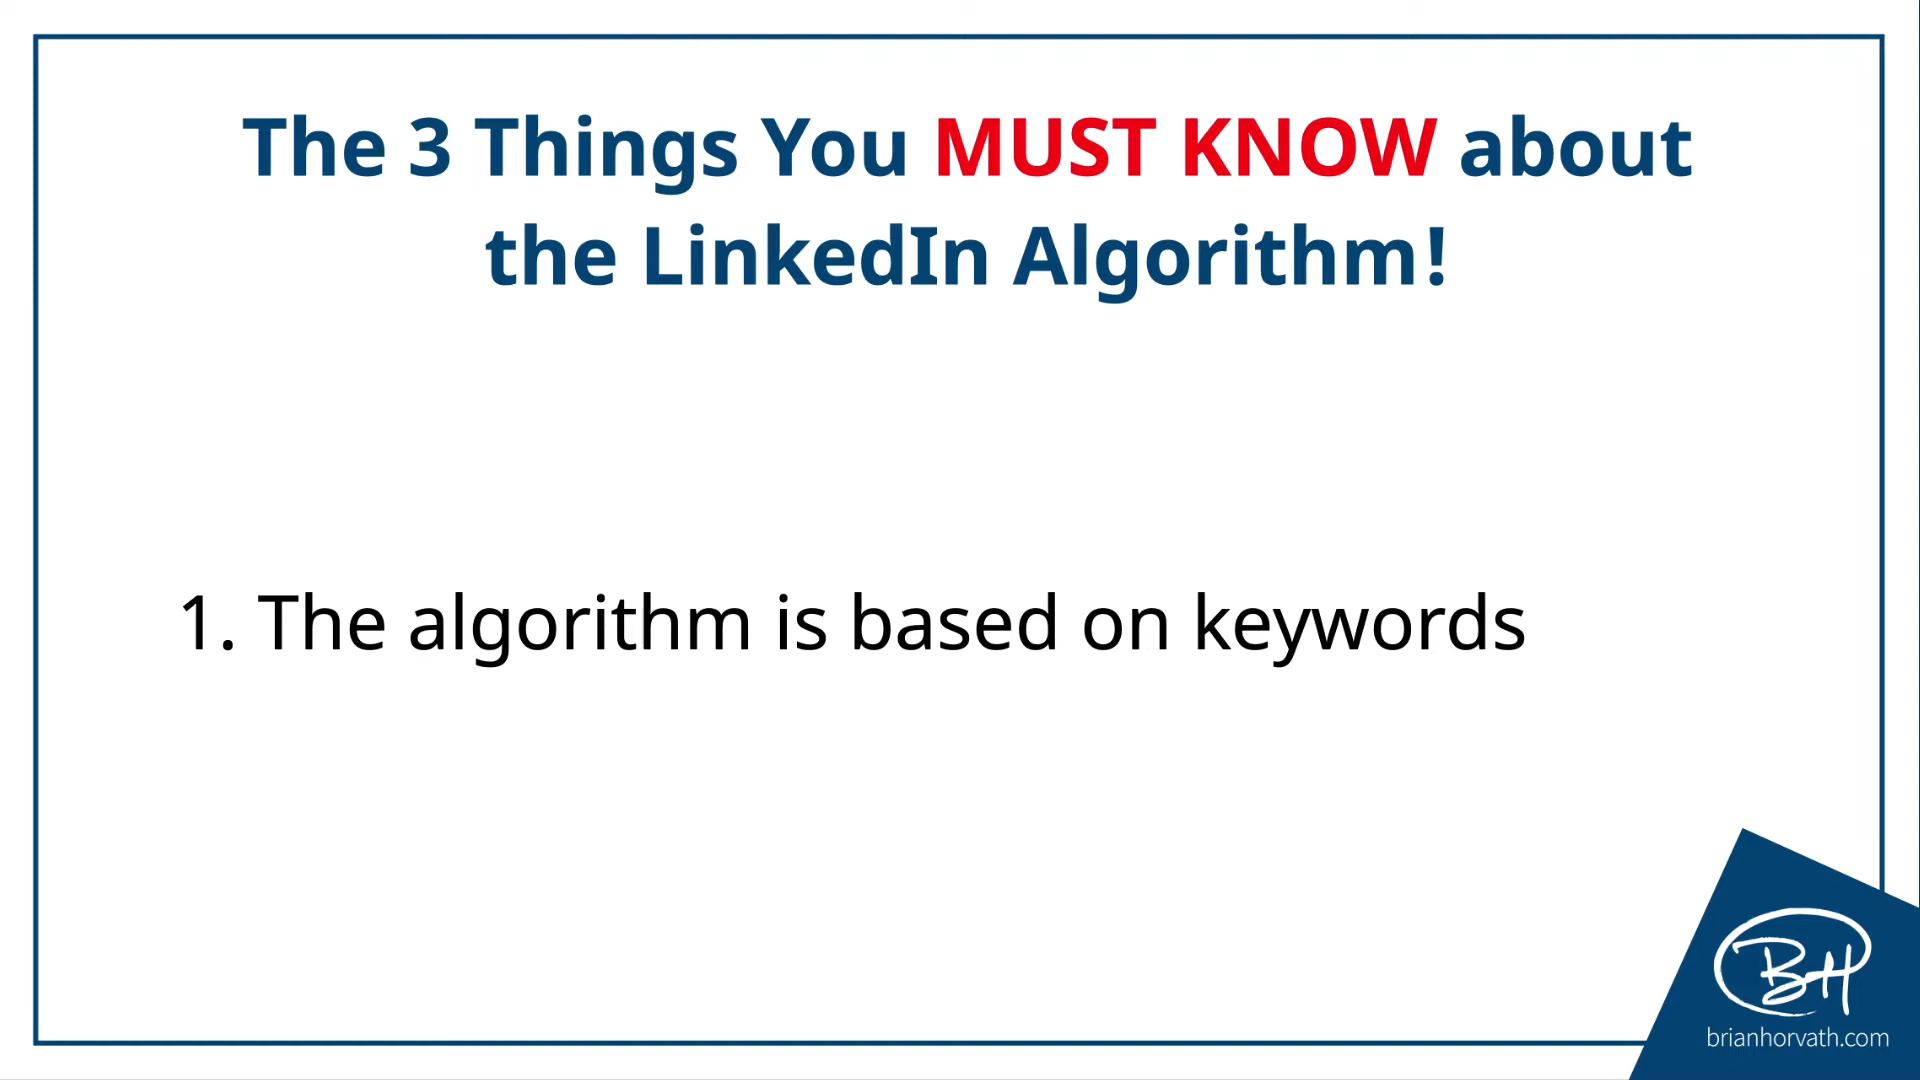 The 3 Things You MUST KNOW about
the LinkedIn Algorithm!
1. The algorithm is based on keywords
BH
brianhorvath.com